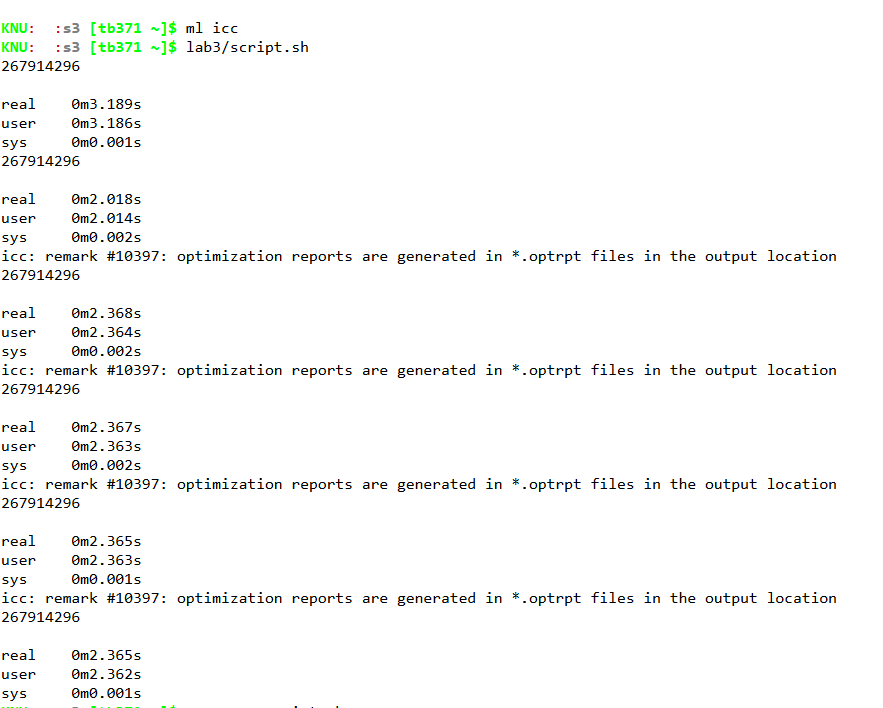 KNU:  :s3 [tb371 ~]$ ml icc
KNU:  :s3 [tb371 ~]$ lab3/script.sh
267914296
real    0m3.189s
user    0m3.186s
sys     0m0.001s
267914296
real    0m2.018s
user    0m2.014s
sys     0m0.002s
icc: remark #10397: optimization reports are generated in *.optrpt files in the output location
267914296
real    0m2.368s
user    0m2.364s
sys     0m0.002s
icc: remark #10397: optimization reports are generated in *.optrpt files in the output location
267914296
real    0m2.367s
user    0m2.363s
sys     0m0.002s
icc: remark #10397: optimization reports are generated in *.optrpt files in the output location
267914296
real    0m2.365s
user    0m2.363s
sys     0m0.001s
icc: remark #10397: optimization reports are generated in *.optrpt files in the output location
267914296
real    0m2.365s
user    0m2.362s
sys     0m0.001s